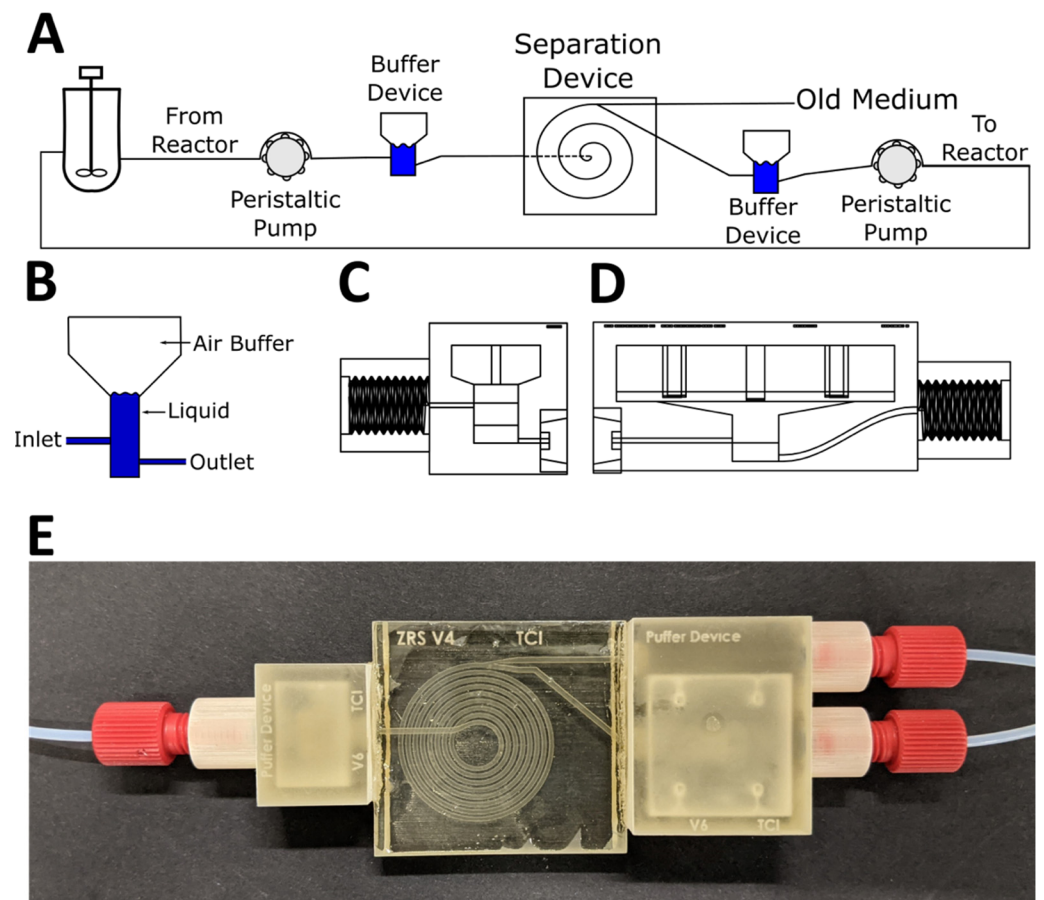 A
Separation
Device
Buffer
Device
From
Reactor
Old Medium
To
Reactor
Peristaltic
Pump
Buffer
Device
Peristaltic
Pump
B
C
D
Air Buffer
Liquid
Inlet
Outlet
E
ZRS V4 TCI
Puffer Device
Puffer Device
TCI
V6
V6 TCI